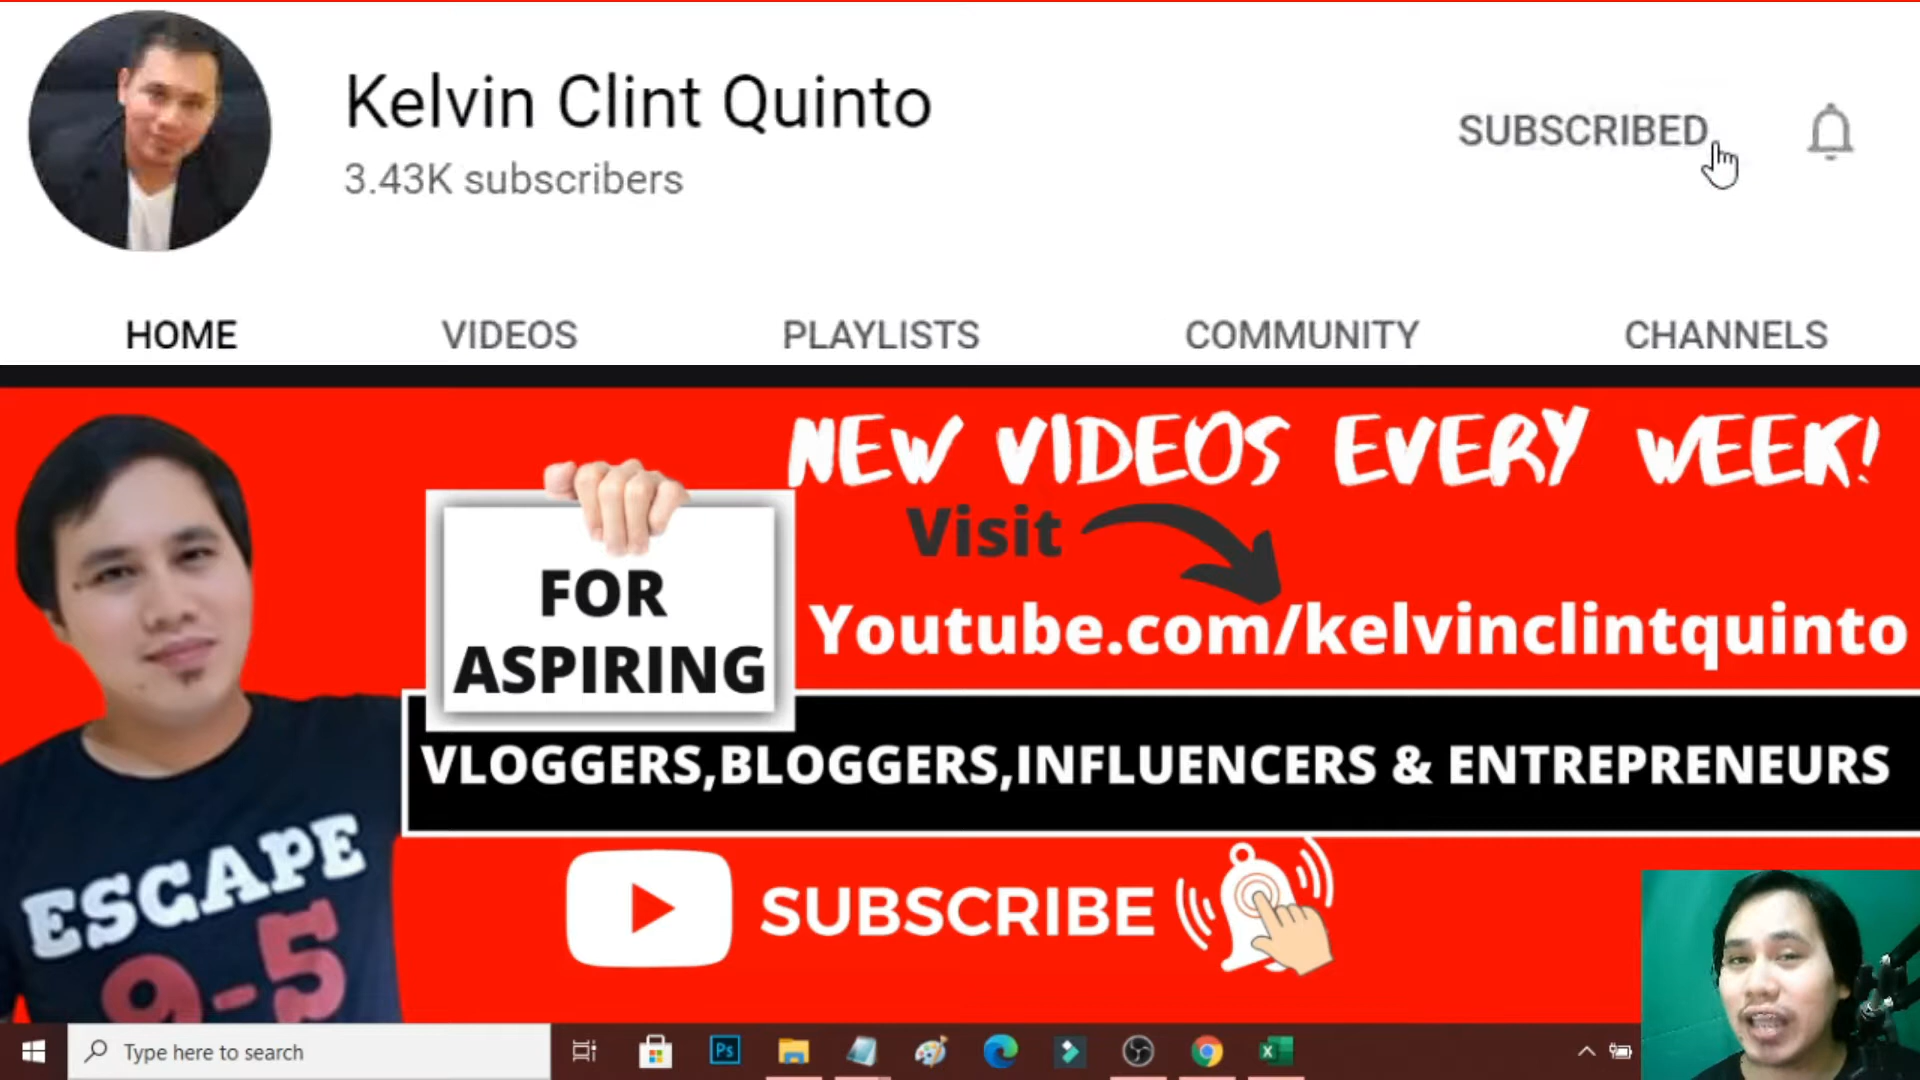 Kelvin Clint Quinto
3.43K subscribers
SUBSCRIBED
HOME VIDEOS PLAYLISTS COMMUNITY CHANNELS
NEW VIDEOS EVERY WEEK!
Visit
Youtube.com/kelvinclintquinto
FOR
ASPIRING
VLOGGERS,BLOGGERS,INFLUENCERS & ENTREPRENEURS
ESCAPE
9-5
SUBSCRIBE
Type here to search
Ps
X